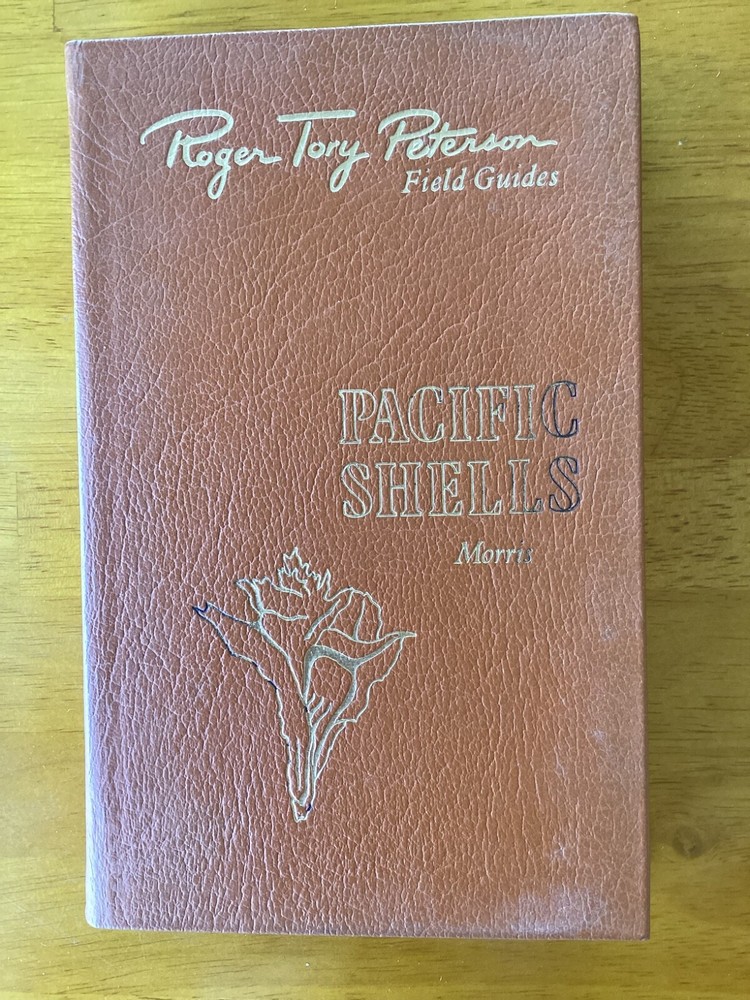 Roger Tory Peterson
Field Guides
PACIFIC
SHELLS
Morris